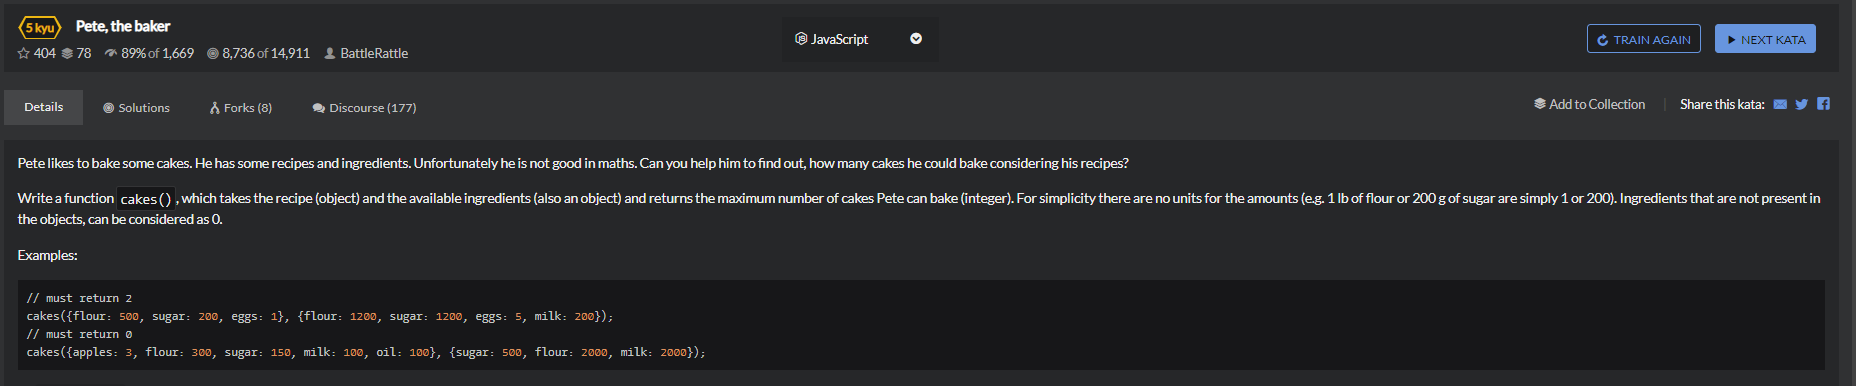 5 kyu Pete, the baker
404 78 89% of 1,669 8,736 of 14,911 BattleRattle
JavaScript
TRAIN AGAIN
NEXT KATA
Details
Solutions
Forks (8)
Discourse (177)
Add to Collection
Share this kata:
Pete likes to bake some cakes. He has some recipes and ingredients. Unfortunately he is not good in maths. Can you help him to find out, how many cakes he could bake considering his recipes?
Write a function cakes() , which takes the recipe (object) and the available ingredients (also an object) and returns the maximum number of cakes Pete can bake (integer). For simplicity there are no units for the amounts (e.g. 1 lb of flour or 200 g of sugar are simply 1 or 200). Ingredients that are not present in
the objects, can be considered as 0.
Examples:
// must return 2
cakes({flour: 500, sugar: 200, eggs: 1}, {flour: 1200, sugar: 1200, eggs: 5, milk: 200});
// must return 0
cakes({apples: 3, flour: 300, sugar: 150, milk: 100, oil: 100}, {sugar: 500, flour: 2000, milk: 2000});